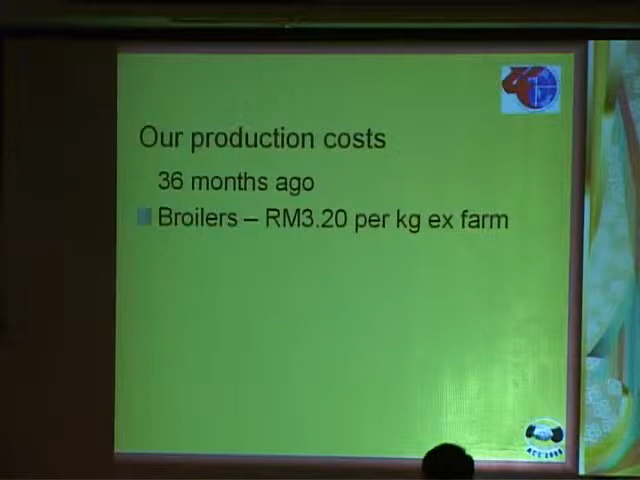 Our production costs
36 months ago
Broilers – RM3.20 per kg ex farm